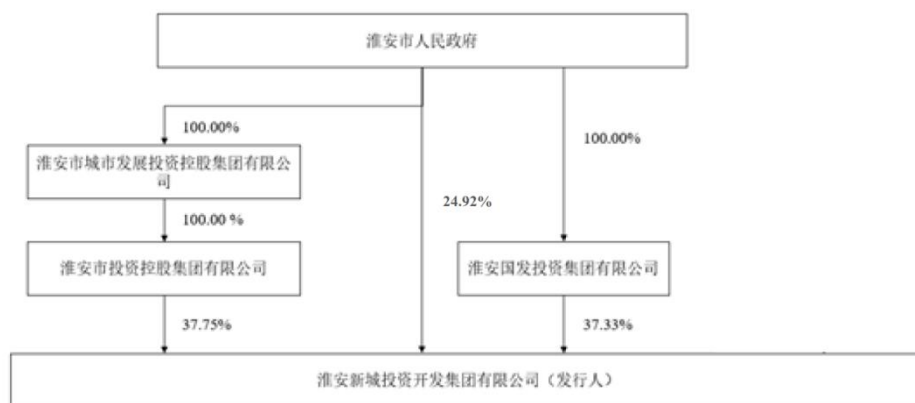 淮安市人民政府
100.00%
100.00%
淮安市城市发展投资控股集团有限公
司
24.92%
100.00 %
淮安市投资控股集团有限公司
淮安国发投资集团有限公司
37.75%
37.33%
淮安新城投资开发集团有限公司（发行人）